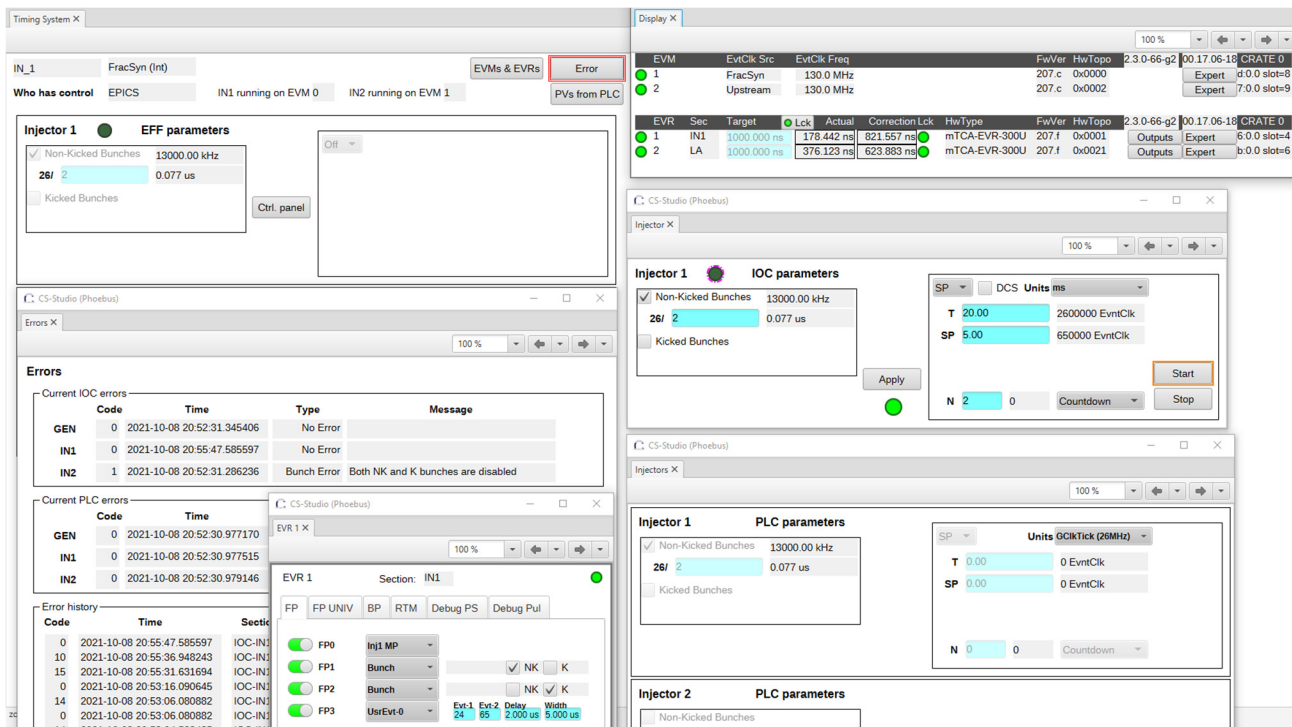 Timing System
IN_1 FracSyn (Int) EVMs & EVRs Error
Who has control EPICS IN1 running on EVM 0 IN2 running on EVM 1 PVs from PLC
Injector 1 EFF parameters
Non-Kicked Bunches 13000.00 kHz Off
26/ 2 0.077 us
Kicked Bunches
Ctrl. panel
Display
100 %
EVM EvtClk Src EvtClk Freq FwVer HwTopo 2.3.0-66-g2 00.17.06-18 CRATE 0
1 FracSyn 130.0 MHz 207.c 0x0000 Expert d:0.0 slot=8
2 Upstream 130.0 MHz 207.c 0x0002 Expert 7:0.0 slot=9
EVR Sec Target Lck Actual Correction Lck HwType FwVer HwTopo 2.3.0-66-g2 00.17.06-18 CRATE 0
1 IN1 1000.000 ns 178.442 ns 821.557 ns mTCA-EVR-300U 207.f 0x0001 Outputs Expert 6:0.0 slot=4
2 LA 1000.000 ns 376.123 ns 623.883 ns mTCA-EVR-300U 207.f 0x0021 Outputs Expert b:0.0 slot=6
CS-Studio (Phoebus)
Injector
100 %
Injector 1 IOC parameters
Non-Kicked Bunches 13000.00 kHz
26/ 2 0.077 us
Kicked Bunches
Apply
SP DCS Units ms
T 20.00 2600000 EvntClk
SP 5.00 650000 EvntClk
Start
N 2 0 Countdown Stop
CS-Studio (Phoebus)
Errors
100 %
Errors
Current IOC errors
Code Time Type Message
GEN 0 2021-10-08 20:52:31.345406 No Error
IN1 0 2021-10-08 20:55:47.585597 No Error
IN2 1 2021-10-08 20:52:31.286236 Bunch Error Both NK and K bunches are disabled
Current PLC errors
Code Time
GEN 0 2021-10-08 20:52:30.977170
IN1 0 2021-10-08 20:52:30.977515
IN2 0 2021-10-08 20:52:30.979146
Error history
Code Time Sectio
0 2021-10-08 20:55:47.585597 IOC-IN1
10 2021-10-08 20:55:36.948243 IOC-IN1
15 2021-10-08 20:55:31.631694 IOC-IN1
0 2021-10-08 20:53:16.090645 IOC-IN1
14 2021-10-08 20:53:06.080882 IOC-IN1
0 2021-10-08 20:53:06.080882 IOC-IN1
CS-Studio (Phoebus)
EVR 1
100 %
EVR 1 Section: IN1
FP FP UNIV BP RTM Debug PS Debug Pul
FP0 Inj1 MP
FP1 Bunch NK K
FP2 Bunch NK K
Evt-1 Evt-2 Delay Width
FP3 UsrEvt-0 24 65 2.000 us 5.000 us
CS-Studio (Phoebus)
Injectors
100 %
Injector 1 PLC parameters
Non-Kicked Bunches 13000.00 kHz
26/ 2 0.077 us
Kicked Bunches
SP Units GClkTick (26MHz)
T 0.00 0 EvntClk
SP 0.00 0 EvntClk
N 0 0 Countdown
Injector 2 PLC parameters
Non-Kicked Bunches